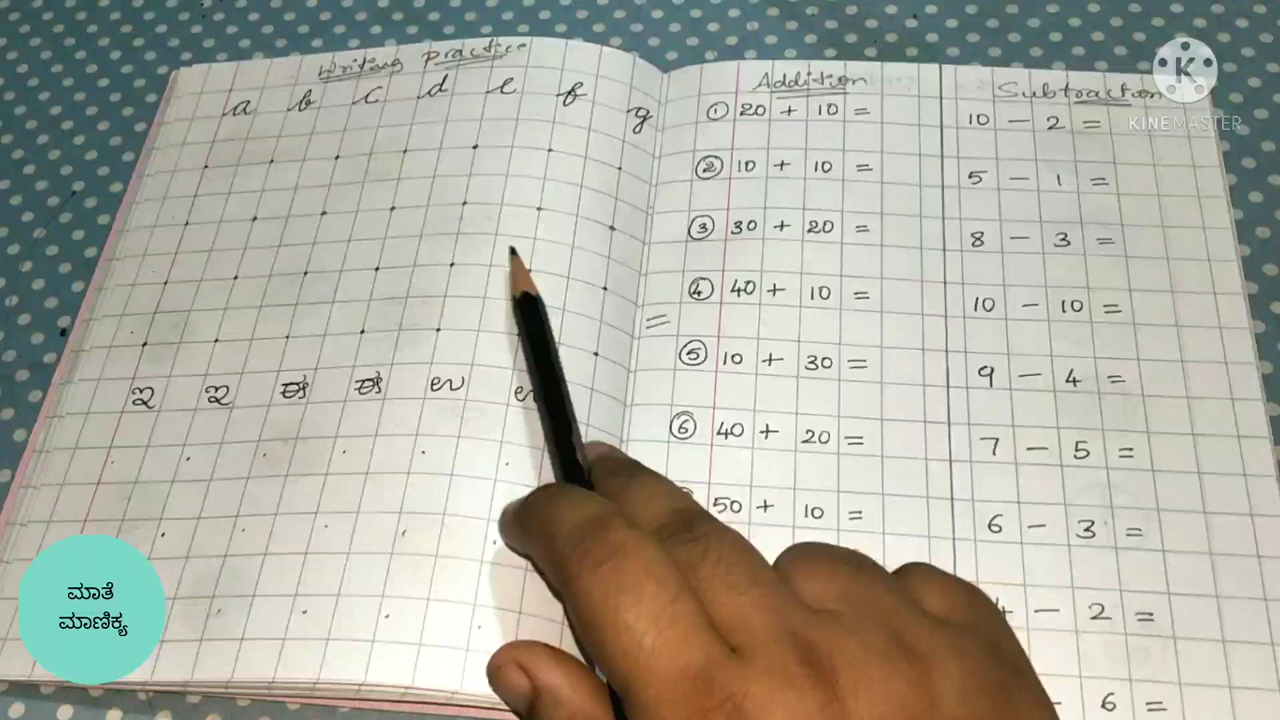 Writing practice
a b c d e f g
ಇ ಇ ಈ ಈ ಉ
Addition
① 20 + 10 =
② 10 + 10 =
③ 30 + 20 =
④ 40 + 10 =
=
⑤ 10 + 30 =
⑥ 40 + 20 =
50 + 10 =
Subtraction
10 - 2 =
5 - 1 =
8 - 3 =
10 - 10 =
9 - 4 =
7 - 5 =
6 - 3 =
- 2 =
- 6 =
KINEMASTER
ಮಾತೆ
ಮಾಣಿಕ್ಯ